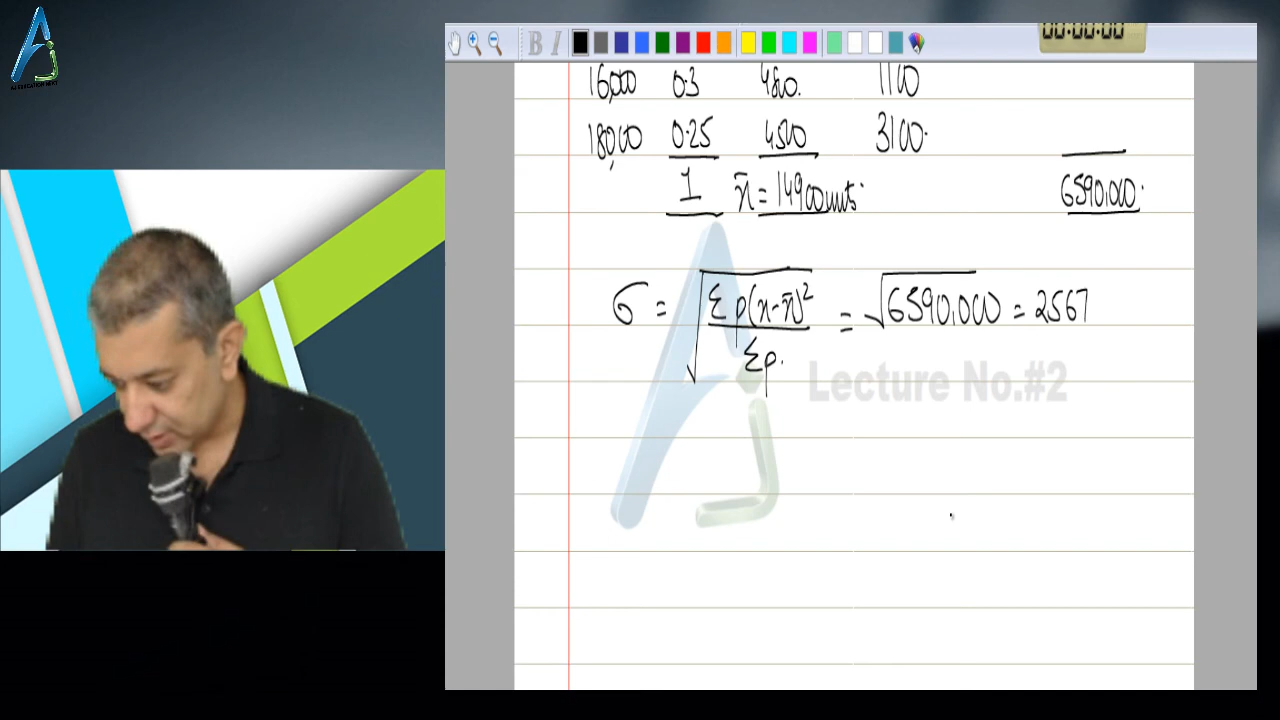 00:00:00
B I
16,000 0.3 4800. 1100
18,000 0.25 4500 3100.
1 x̄ = 14900 units 6590,000.
σ = √(Σp(x-x̄)² / Σp.) = √6590,000 = 2567
Lecture No.#2